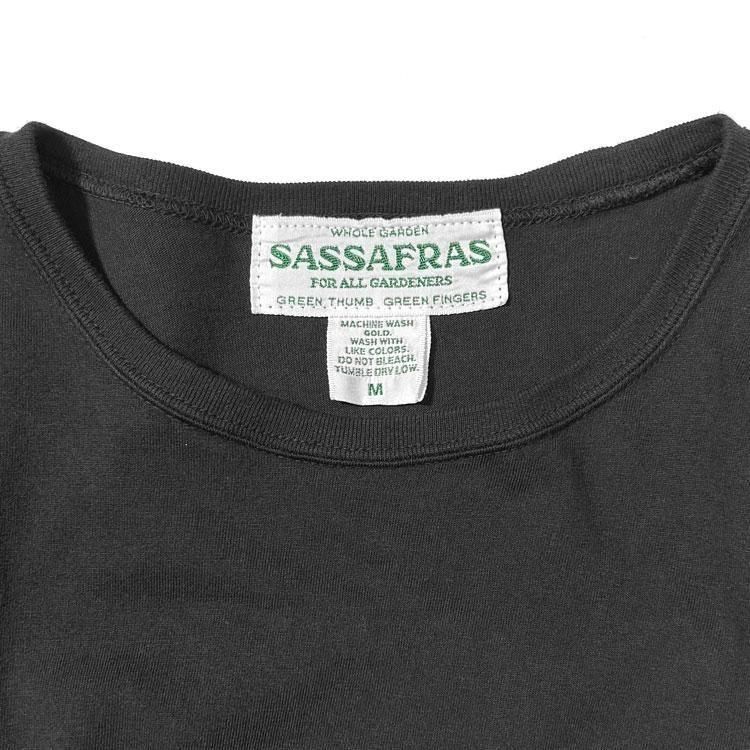 WHOLE GARDEN
SASSAFRAS
FOR ALL GARDENERS
GREEN THUMB GREEN FINGERS
MACHINE WASH
GOLD.
WASH WITH
LIKE COLORS.
DO NOT BLEACH.
TUMBLE DRY LOW.
M